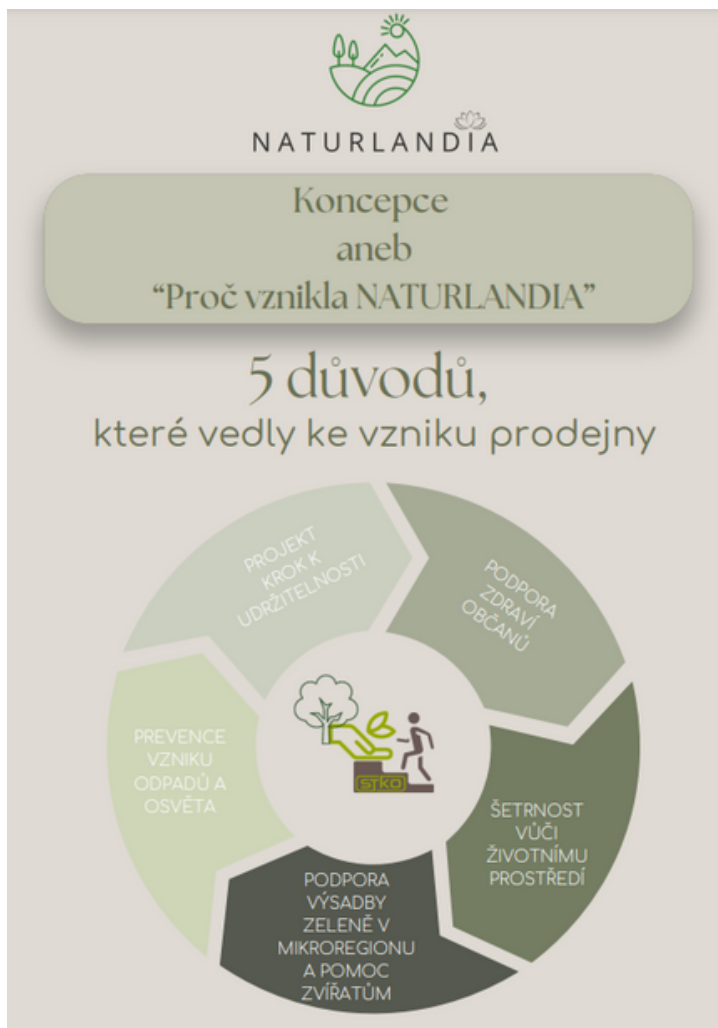 NATURLANDIA
Koncepce
aneb
“Proč vznikla NATURLANDIA”
5 důvodů,
které vedly ke vzniku prodejny
PROJEKT
KROK K
UDRŽITELNOSTI
PODPORA
ZDRAVÍ
OBČANŮ
ŠETRNOST
VŮČI
ŽIVOTNÍMU
PROSTŘEDÍ
PODPORA
VÝSADBY
ZELENĚ V
MIKROREGIONU
A POMOC
ZVÍŘATŮM
PREVENCE
VZNIKU
ODPADŮ A
OSVĚTA
STKO